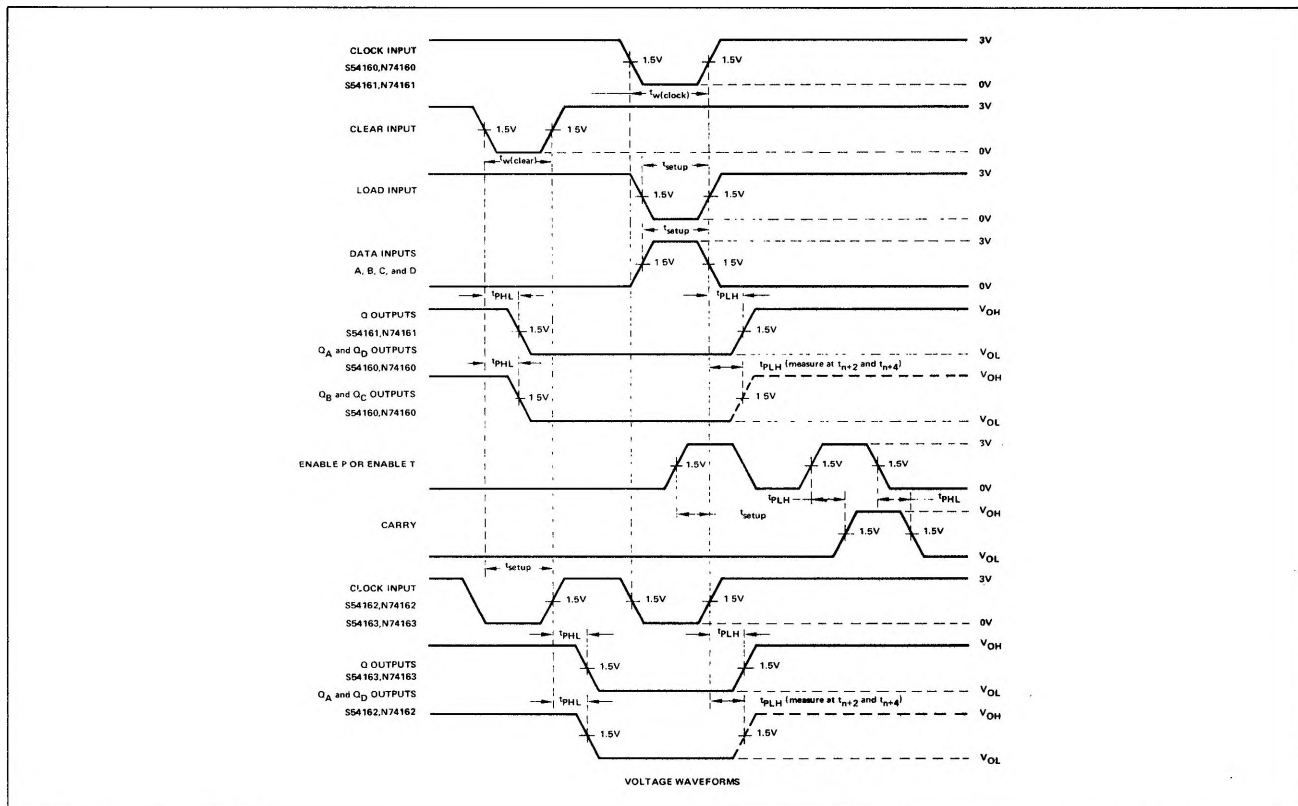 CLOCK INPUT
S54160,N74160
S54161,N74161
3V
1.5V
1.5V
0V
tw(clock)
CLEAR INPUT
3V
1.5V
1 5V
0V
tw(clear)
tsetup
LOAD INPUT
3V
1.5V
1.5V
0V
tsetup
DATA INPUTS
A, B, C, and D
3V
1 5V
1 5V
0V
tPHL
tPLH
Q OUTPUTS
S54161,N74161
QA and QD OUTPUTS
S54160,N74160
VOH
1.5V
1.5V
VOL
tPHL
tPLH (measure at tn+2 and tn+4)
QB and QC OUTPUTS
S54160,N74160
VOH
1 5V
1 5V
VOL
ENABLE P OR ENABLE T
3V
1.5V
1.5V
1.5V
0V
tPLH
tPHL
tsetup
CARRY
VOH
1.5V
1.5V
VOL
tsetup
CLOCK INPUT
S54162,N74162
S54163,N74163
3V
1.5V
1.5V
1 5V
0V
tPHL
tPLH
Q OUTPUTS
S54163,N74163
QA and QD OUTPUTS
S54162,N74162
VOH
1.5V
1.5V
VOL
tPHL
tPLH (measure at tn+2 and tn+4)
VOH
1.5V
1.5V
VOL
VOLTAGE WAVEFORMS